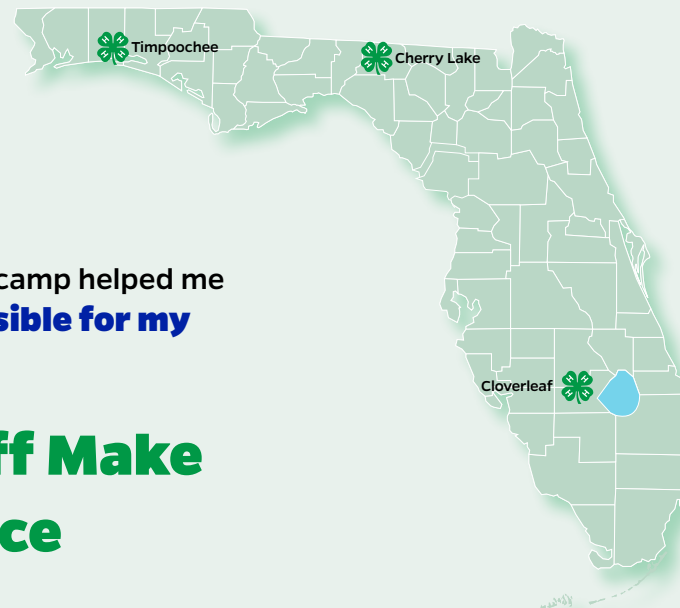 Timpoochee
Cherry Lake
camp helped me
sible for my
Cloverleaf
ff Make
ce